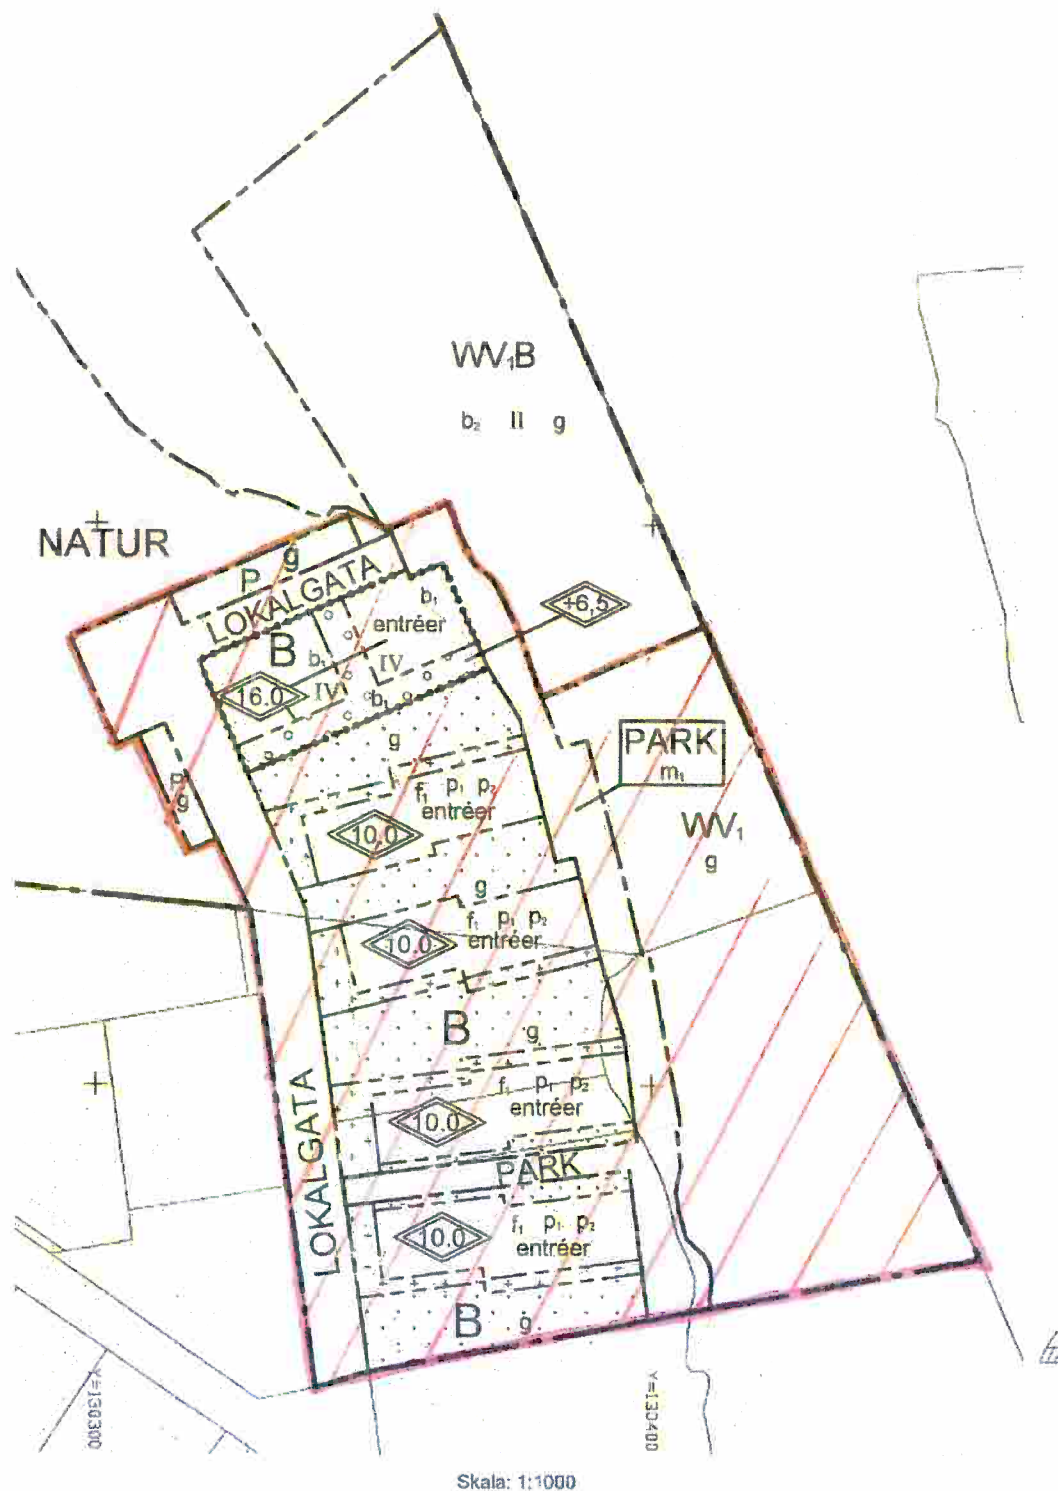 WV₁B
b₂ II g
NATUR
P g
LOKALGATA
b₁
+6,5
entréer
B b₁ IV
16.0 IV b₁
g
PARK
m₁
P
g
f₁ p₁ p₂
entréer
10.0
WV₁
g
g
f₁ p₁ p₂
entréer
10.0
B g
f₁ p₁ p₂
entréer
10.0
LOKALGATA
PARK
f₁ p₁ p₂
entréer
10.0
B g
Y=130300
Y=130400
Skala: 1:1000